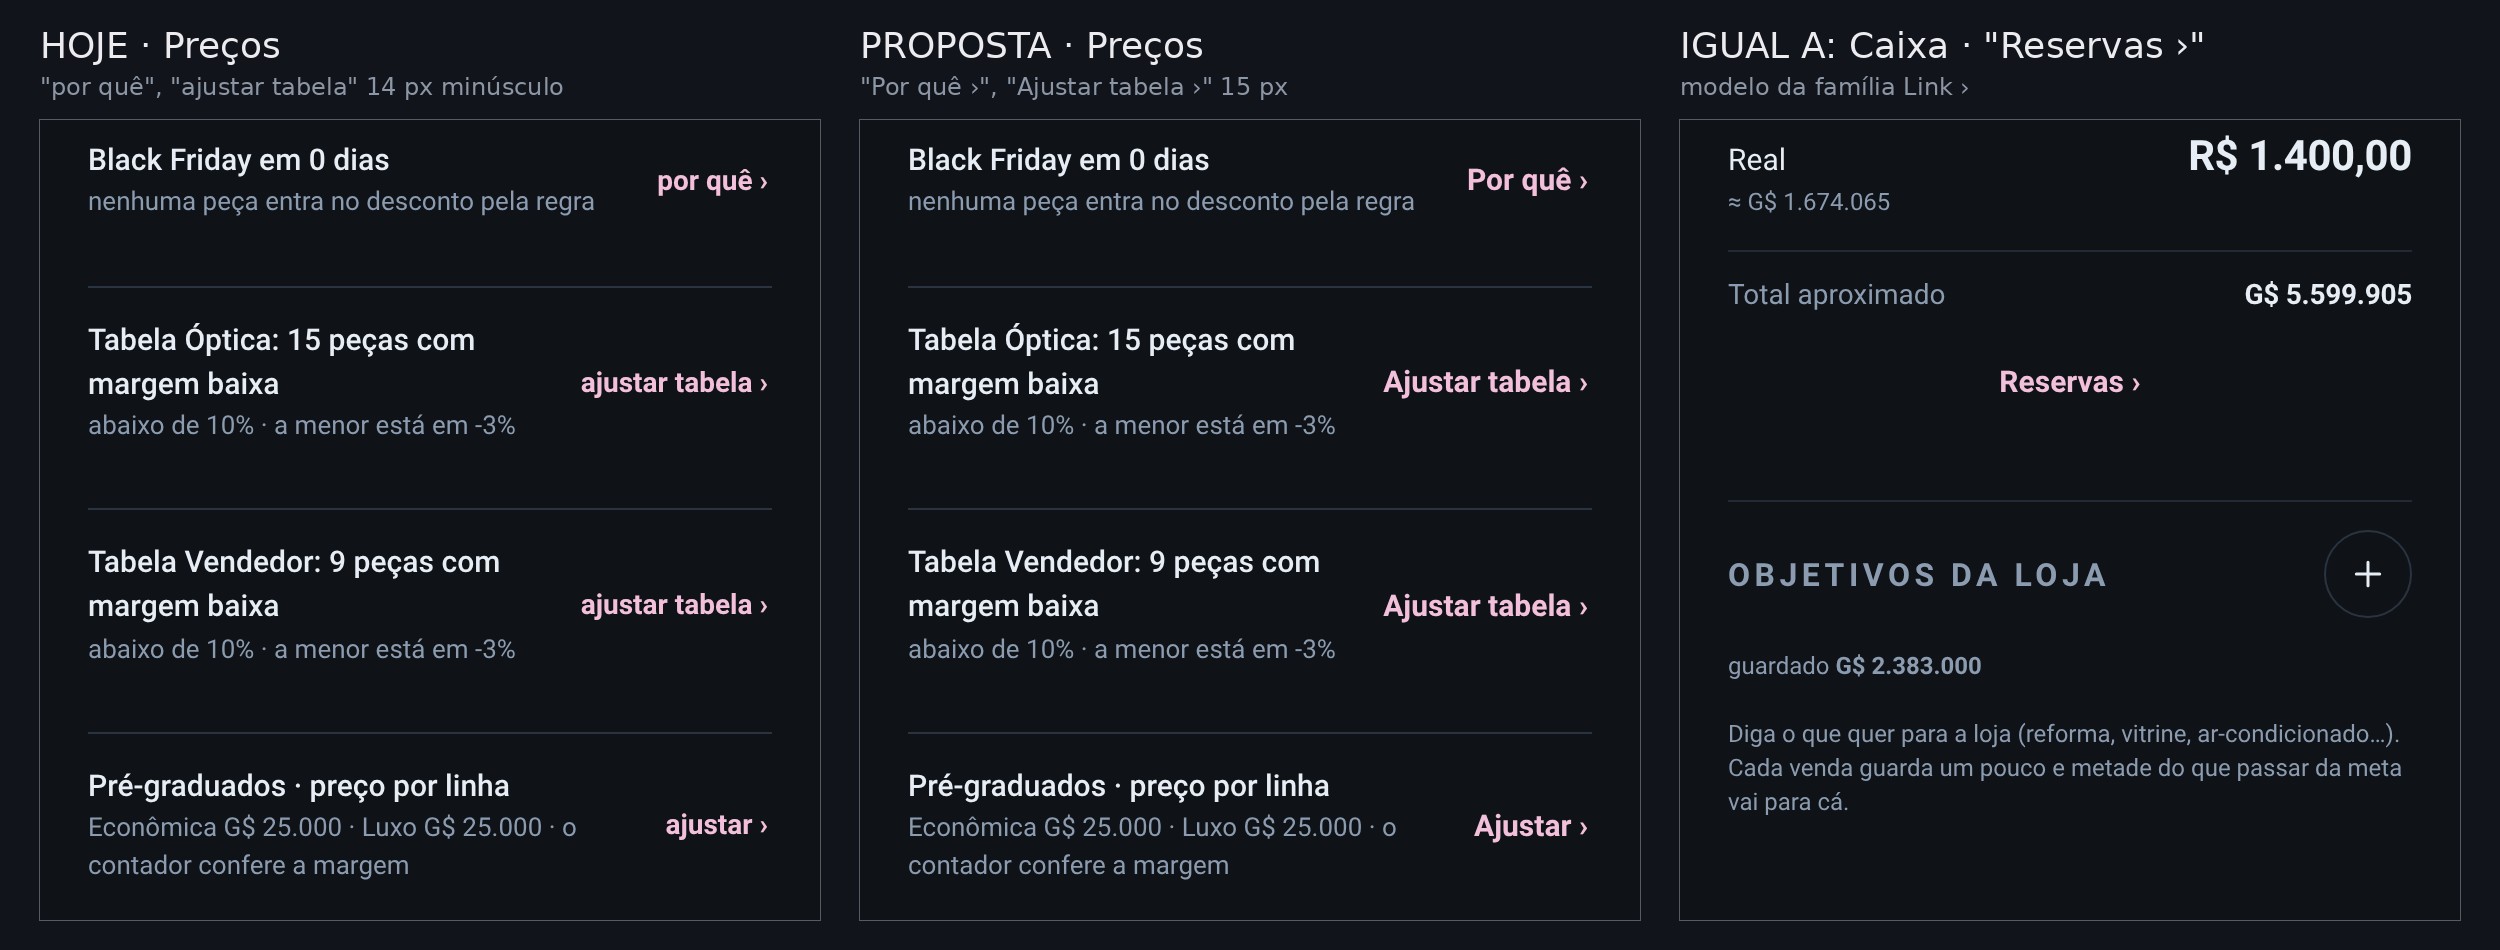 HOJE · Preços
"por quê", "ajustar tabela" 14 px minúsculo
Black Friday em 0 dias
nenhuma peça entra no desconto pela regra
por quê ›
Tabela Óptica: 15 peças com
margem baixa
abaixo de 10% · a menor está em -3%
ajustar tabela ›
Tabela Vendedor: 9 peças com
margem baixa
abaixo de 10% · a menor está em -3%
ajustar tabela ›
Pré-graduados · preço por linha
Econômica G$ 25.000 · Luxo G$ 25.000 · o
contador confere a margem
ajustar ›
PROPOSTA · Preços
"Por quê ›", "Ajustar tabela ›" 15 px
Black Friday em 0 dias
nenhuma peça entra no desconto pela regra
Por quê ›
Tabela Óptica: 15 peças com
margem baixa
abaixo de 10% · a menor está em -3%
Ajustar tabela ›
Tabela Vendedor: 9 peças com
margem baixa
abaixo de 10% · a menor está em -3%
Ajustar tabela ›
Pré-graduados · preço por linha
Econômica G$ 25.000 · Luxo G$ 25.000 · o
contador confere a margem
Ajustar ›
IGUAL A: Caixa · "Reservas ›"
modelo da família Link ›
Real
R$ 1.400,00
≈ G$ 1.674.065
Total aproximado
G$ 5.599.905
Reservas ›
OBJETIVOS DA LOJA
+
guardado G$ 2.383.000
Diga o que quer para a loja (reforma, vitrine, ar-condicionado…).
Cada venda guarda um pouco e metade do que passar da meta
vai para cá.